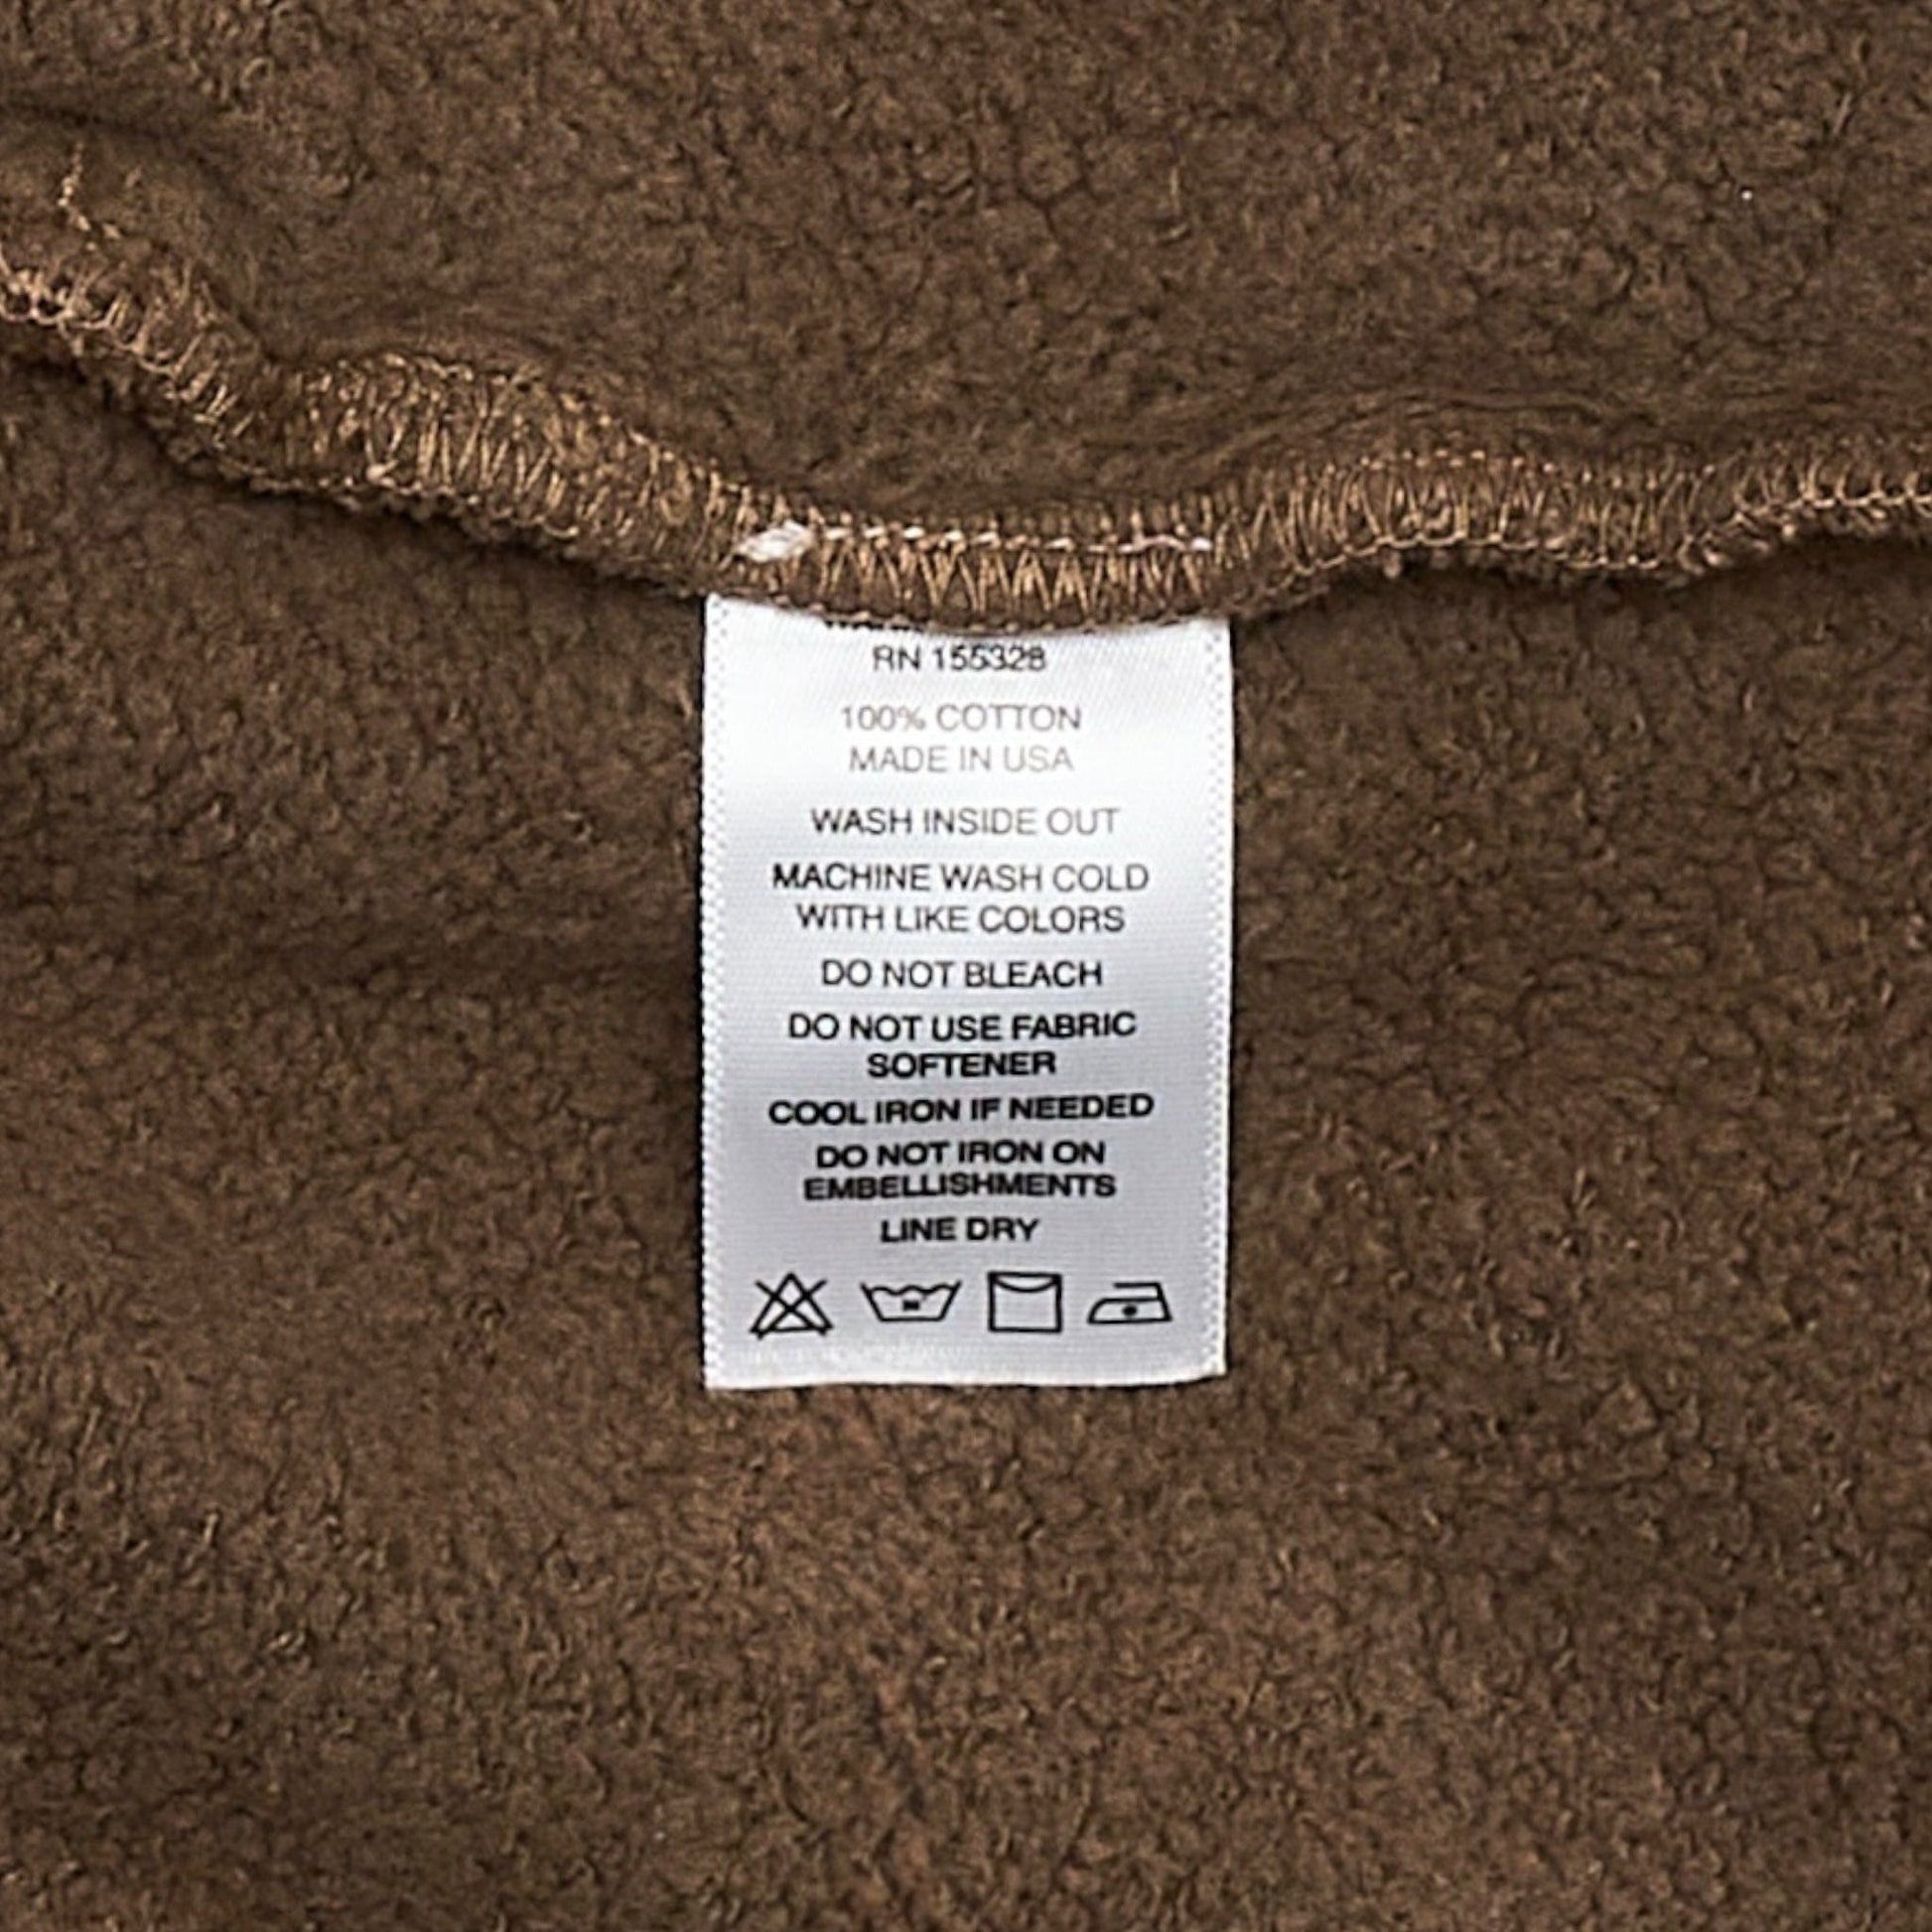 RN 155328
100% COTTON
MADE IN USA
WASH INSIDE OUT
MACHINE WASH COLD
WITH LIKE COLORS
DO NOT BLEACH
DO NOT USE FABRIC
SOFTENER
COOL IRON IF NEEDED
DO NOT IRON ON
EMBELLISHMENTS
LINE DRY